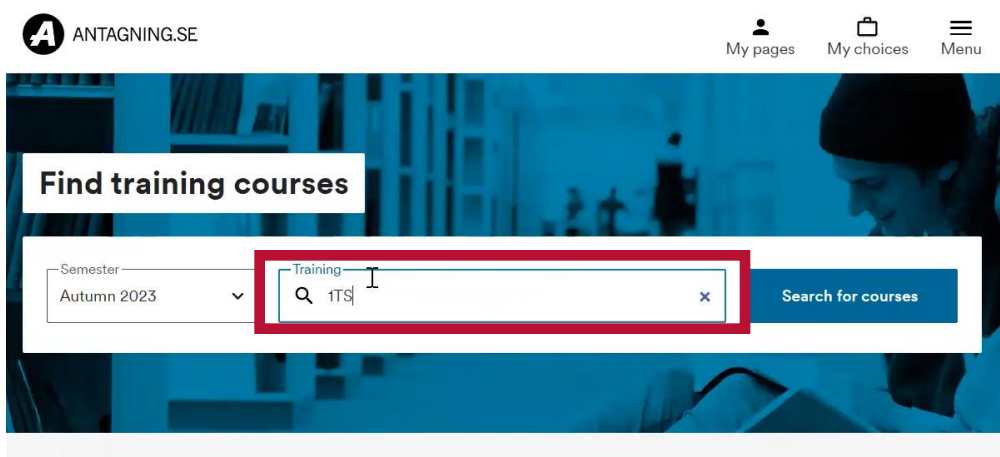 ANTAGNING.SE
My pages
My choices
Menu
Find training courses
Semester
Autumn 2023
Training
1TS
Search for courses